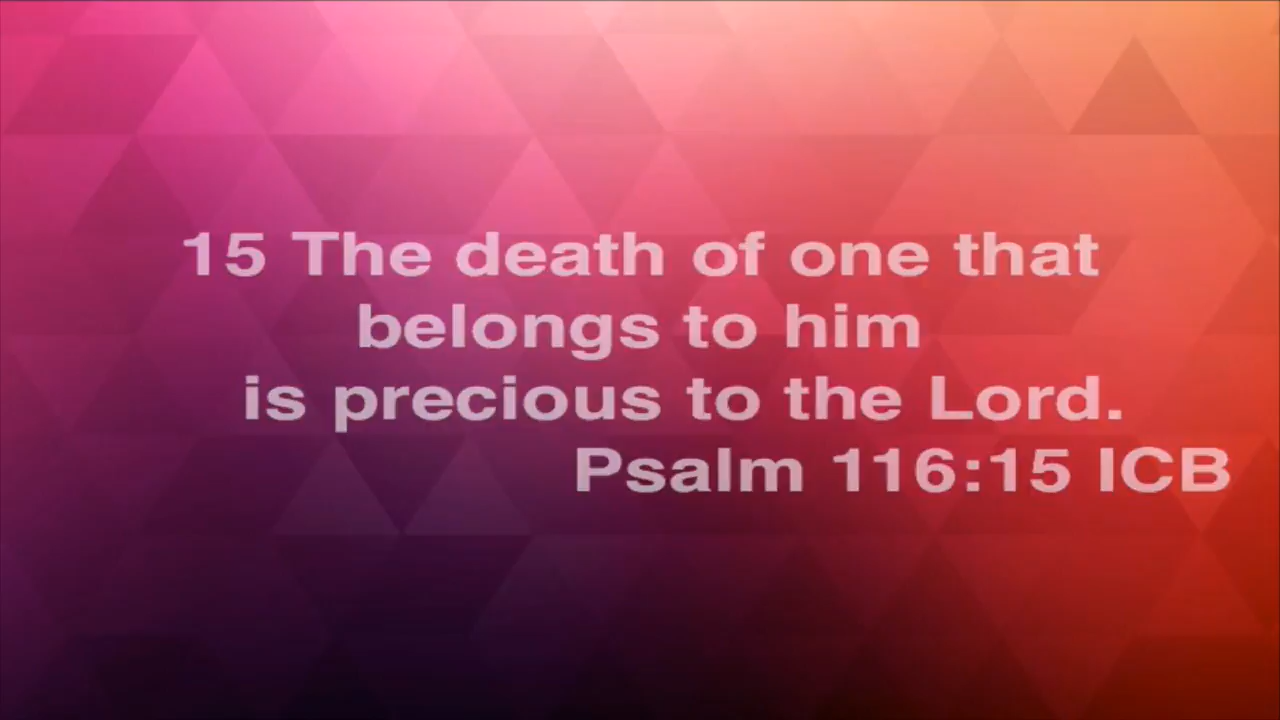 15 The death of one that
belongs to him
is precious to the Lord.
Psalm 116:15 ICB